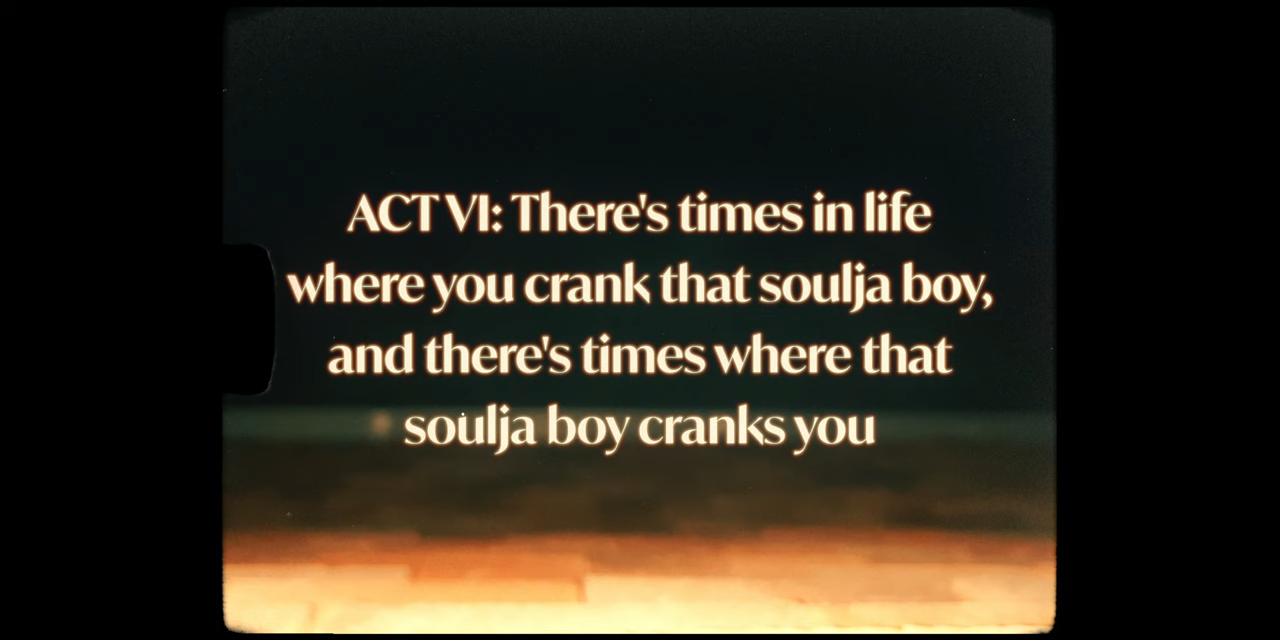 ACT VI: There's times in life
where you crank that soulja boy,
and there's times where that
soulja boy cranks you